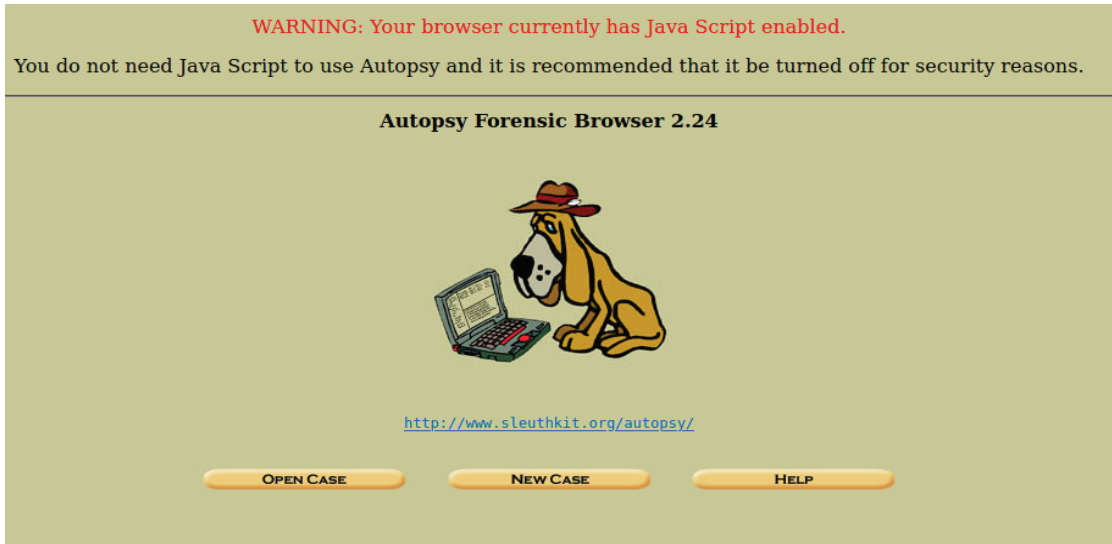 WARNING: Your browser currently has Java Script enabled.
You do not need Java Script to use Autopsy and it is recommended that it be turned off for security reasons.
Autopsy Forensic Browser 2.24
http://www.sleuthkit.org/autopsy/
OPEN CASE
NEW CASE
HELP